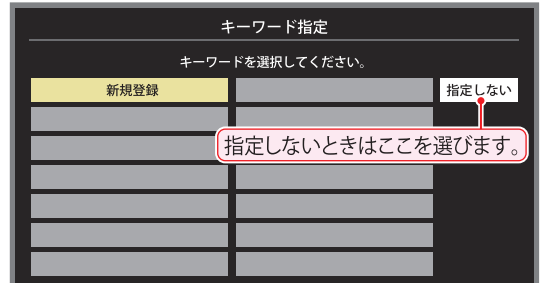 キーワード指定
キーワードを選択してください。
新規登録
指定しない
指定しないときはここを選びます。